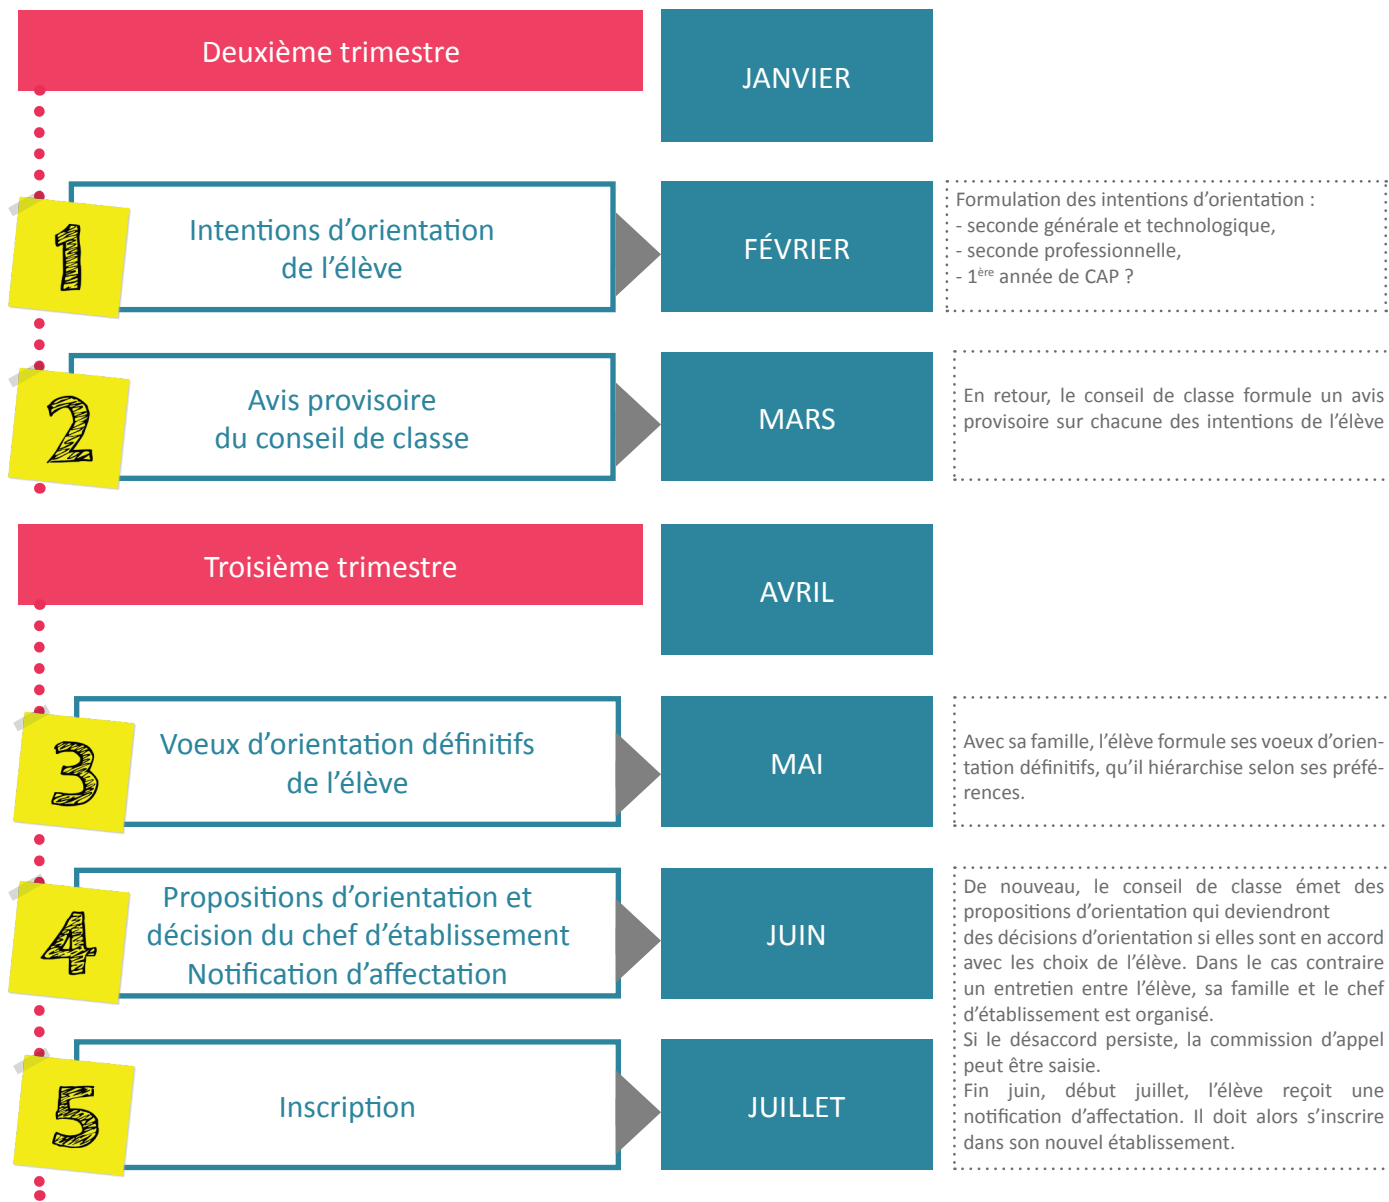 Deuxième trimestre
JANVIER
1
Intentions d'orientation
de l'élève
FÉVRIER
Formulation des intentions d'orientation :
- seconde générale et technologique,
- seconde professionnelle,
- 1ère année de CAP ?
2
Avis provisoire
du conseil de classe
MARS
En retour, le conseil de classe formule un avis
provisoire sur chacune des intentions de l'élève
Troisième trimestre
AVRIL
3
Voeux d'orientation définitifs
de l'élève
MAI
Avec sa famille, l'élève formule ses voeux d'orien-
tation définitifs, qu'il hiérarchise selon ses préfé-
rences.
4
Propositions d'orientation et
décision du chef d'établissement
Notification d'affectation
JUIN
De nouveau, le conseil de classe émet des
propositions d'orientation qui deviendront
des décisions d'orientation si elles sont en accord
avec les choix de l'élève. Dans le cas contraire
un entretien entre l'élève, sa famille et le chef
d'établissement est organisé.
Si le désaccord persiste, la commission d'appel
peut être saisie.
Fin juin, début juillet, l'élève reçoit une
notification d'affectation. Il doit alors s'inscrire
dans son nouvel établissement.
5
Inscription
JUILLET